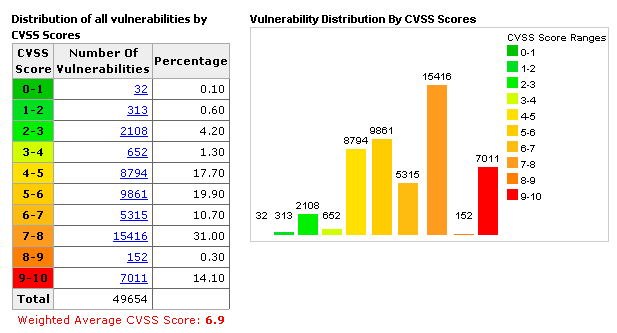 Distribution of all vulnerabilities by
CVSS Scores
CVSS Score Number Of Vulnerabilities Percentage
0-1 32 0.10
1-2 313 0.60
2-3 2108 4.20
3-4 652 1.30
4-5 8794 17.70
5-6 9861 19.90
6-7 5315 10.70
7-8 15416 31.00
8-9 152 0.30
9-10 7011 14.10
Total 49654
Weighted Average CVSS Score: 6.9
Vulnerability Distribution By CVSS Scores
32 313 2108 652 8794 9861 5315 15416 152 7011
CVSS Score Ranges
0-1
1-2
2-3
3-4
4-5
5-6
6-7
7-8
8-9
9-10